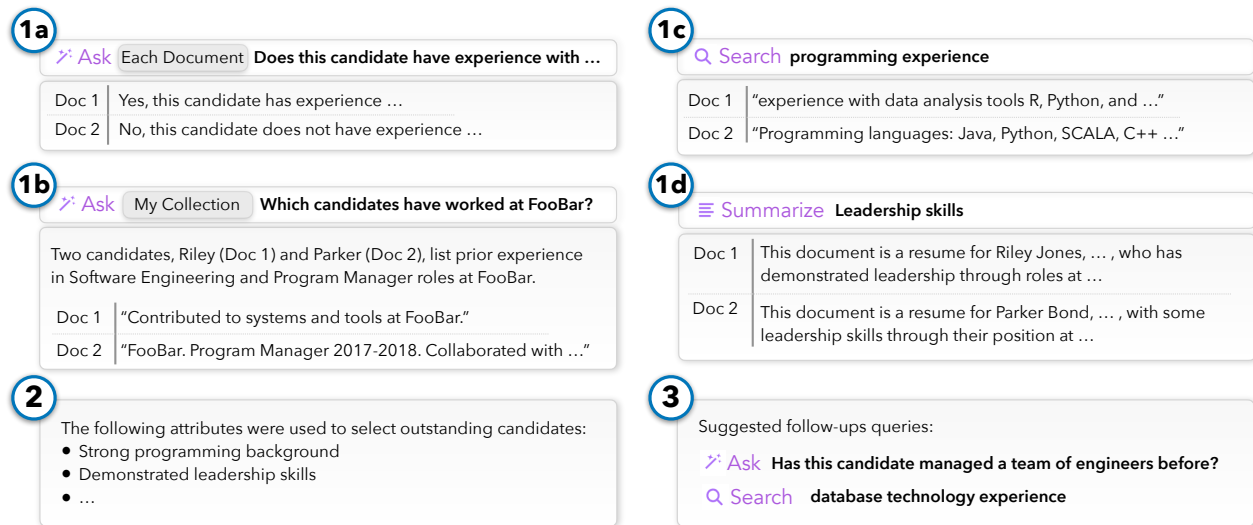 1a
Ask Each Document Does this candidate have experience with …
Doc 1 Yes, this candidate has experience …
Doc 2 No, this candidate does not have experience …
1b
Ask My Collection Which candidates have worked at FooBar?
Two candidates, Riley (Doc 1) and Parker (Doc 2), list prior experience
in Software Engineering and Program Manager roles at FooBar.
Doc 1 “Contributed to systems and tools at FooBar.”
Doc 2 “FooBar. Program Manager 2017-2018. Collaborated with …”
1c
Search programming experience
Doc 1 “experience with data analysis tools R, Python, and …”
Doc 2 “Programming languages: Java, Python, SCALA, C++ …”
1d
Summarize Leadership skills
Doc 1 This document is a resume for Riley Jones, … , who has
demonstrated leadership through roles at …
Doc 2 This document is a resume for Parker Bond, … , with some
leadership skills through their position at …
2
The following attributes were used to select outstanding candidates:
• Strong programming background
• Demonstrated leadership skills
• …
3
Suggested follow-ups queries:
Ask Has this candidate managed a team of engineers before?
Search database technology experience